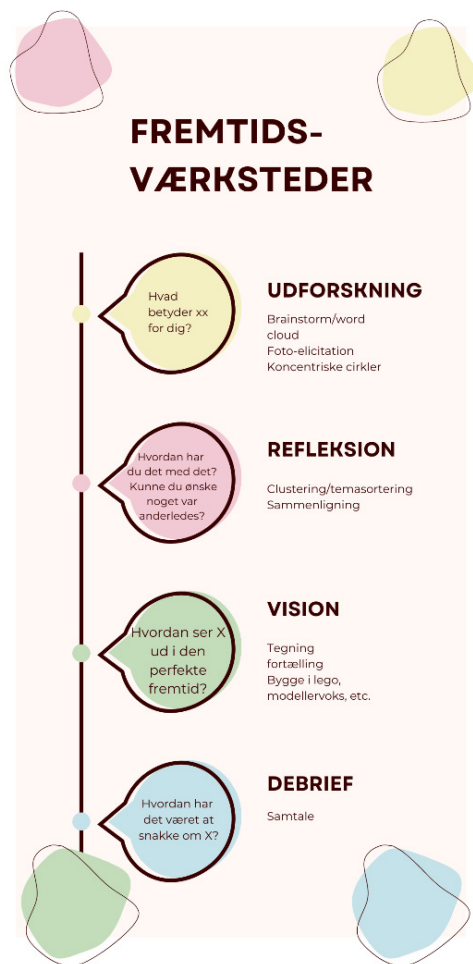 FREMTIDS-
VÆRKSTEDER
Hvad
betyder xx
for dig?
UDFORSKNING
Brainstorm/word
cloud
Foto-elicitation
Koncentriske cirkler
Hvordan har
du det med det?
Kunne du ønske
noget var
anderledes?
REFLEKSION
Clustering/temasortering
Sammenligning
Hvordan ser X
ud i den
perfekte
fremtid?
VISION
Tegning
fortælling
Bygge i lego,
modellervoks, etc.
Hvordan har
det været at
snakke om X?
DEBRIEF
Samtale